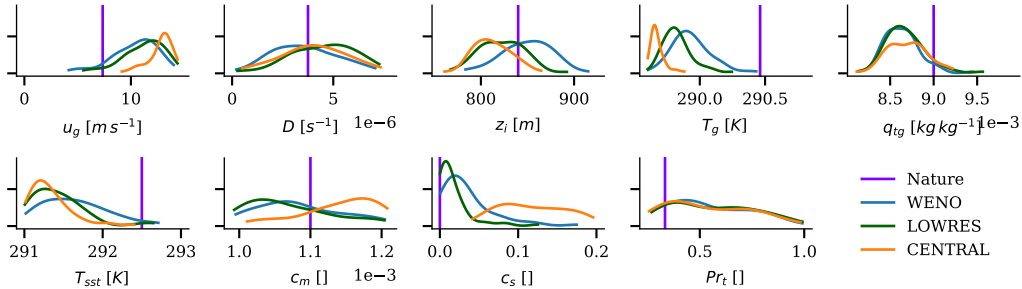 0 10
u_g [m s⁻¹]
0 5
1e−6
D [s⁻¹]
800 900
z_i [m]
290.0 290.5
T_g [K]
8.5 9.0 9.5
1e−3
q_tg [kg kg⁻¹]
291 292 293
T_sst [K]
1.0 1.1 1.2
1e−3
c_m []
0.0 0.1 0.2
c_s []
0.5 1.0
Pr_t []
Nature
WENO
LOWRES
CENTRAL